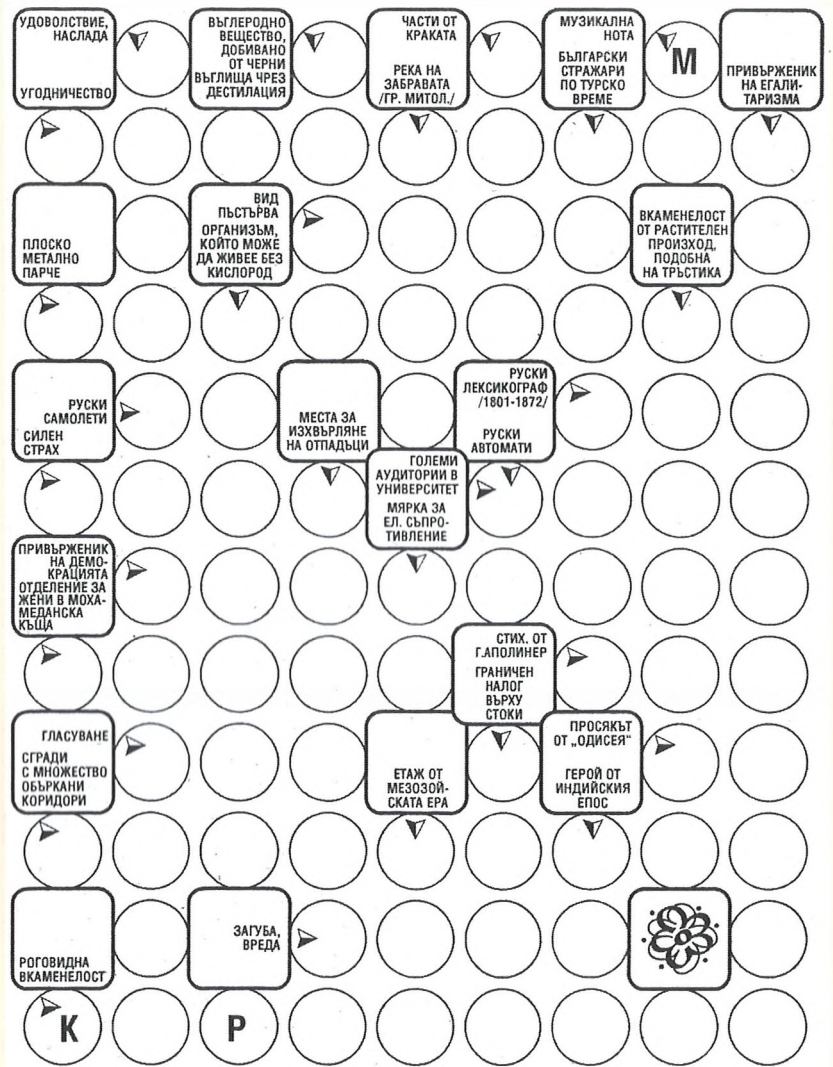 УДОВОЛСТВИЕ,
НАСЛАДА
УГОДНИЧЕСТВО
ВЪГЛЕРОДНО
ВЕЩЕСТВО,
ДОБИВАНО
ОТ ЧЕРНИ
ВЪГЛИЩА ЧРЕЗ
ДЕСТИЛАЦИЯ
ЧАСТИ ОТ
КРАКАТА
РЕКА НА
ЗАБРАВАТА
/ГР. МИТОЛ./
МУЗИКАЛНА
НОТА
БЪЛГАРСКИ
СТРАЖАРИ
ПО ТУРСКО
ВРЕМЕ
М
ПРИВЪРЖЕНИК
НА ЕГАЛИ-
ТАРИЗМА
ПЛОСКО
МЕТАЛНО
ПАРЧЕ
ВИД
ПЪСТЪРВА
ОРГАНИЗЪМ,
КОЙТО МОЖЕ
ДА ЖИВЕЕ БЕЗ
КИСЛОРОД
ВКАМЕНЕЛОСТ
ОТ РАСТИТЕЛЕН
ПРОИЗХОД,
ПОДОБНА
НА ТРЪСТИКА
РУСКИ
САМОЛЕТИ
СИЛЕН
СТРАХ
МЕСТА ЗА
ИЗХВЪРЛЯНЕ
НА ОТПАДЪЦИ
РУСКИ
ЛЕКСИКОГРАФ
/1801-1872/
РУСКИ
АВТОМАТИ
ГОЛЕМИ
АУДИТОРИИ В
УНИВЕРСИТЕТ
МЯРКА ЗА
ЕЛ. СЪПРО-
ТИВЛЕНИЕ
ПРИВЪРЖЕНИК
НА ДЕМО-
КРАЦИЯТА
ОТДЕЛЕНИЕ ЗА
ЖЕНИ В МОХА-
МЕДАНСКА
КЪЩА
СТИХ. ОТ
Г.АПОЛИНЕР
ГРАНИЧЕН
НАЛОГ
ВЪРХУ
СТОКИ
ГЛАСУВАНЕ
СГРАДИ
С МНОЖЕСТВО
ОБЪРКАНИ
КОРИДОРИ
ЕТАЖ ОТ
МЕЗОЗОЙ-
СКАТА ЕРА
ПРОСЯКЪТ
ОТ „ОДИСЕЯ“
ГЕРОЙ ОТ
ИНДИЙСКИЯ
ЕПОС
РОГОВИДНА
ВКАМЕНЕЛОСТ
ЗАГУБА,
ВРЕДА
К
Р